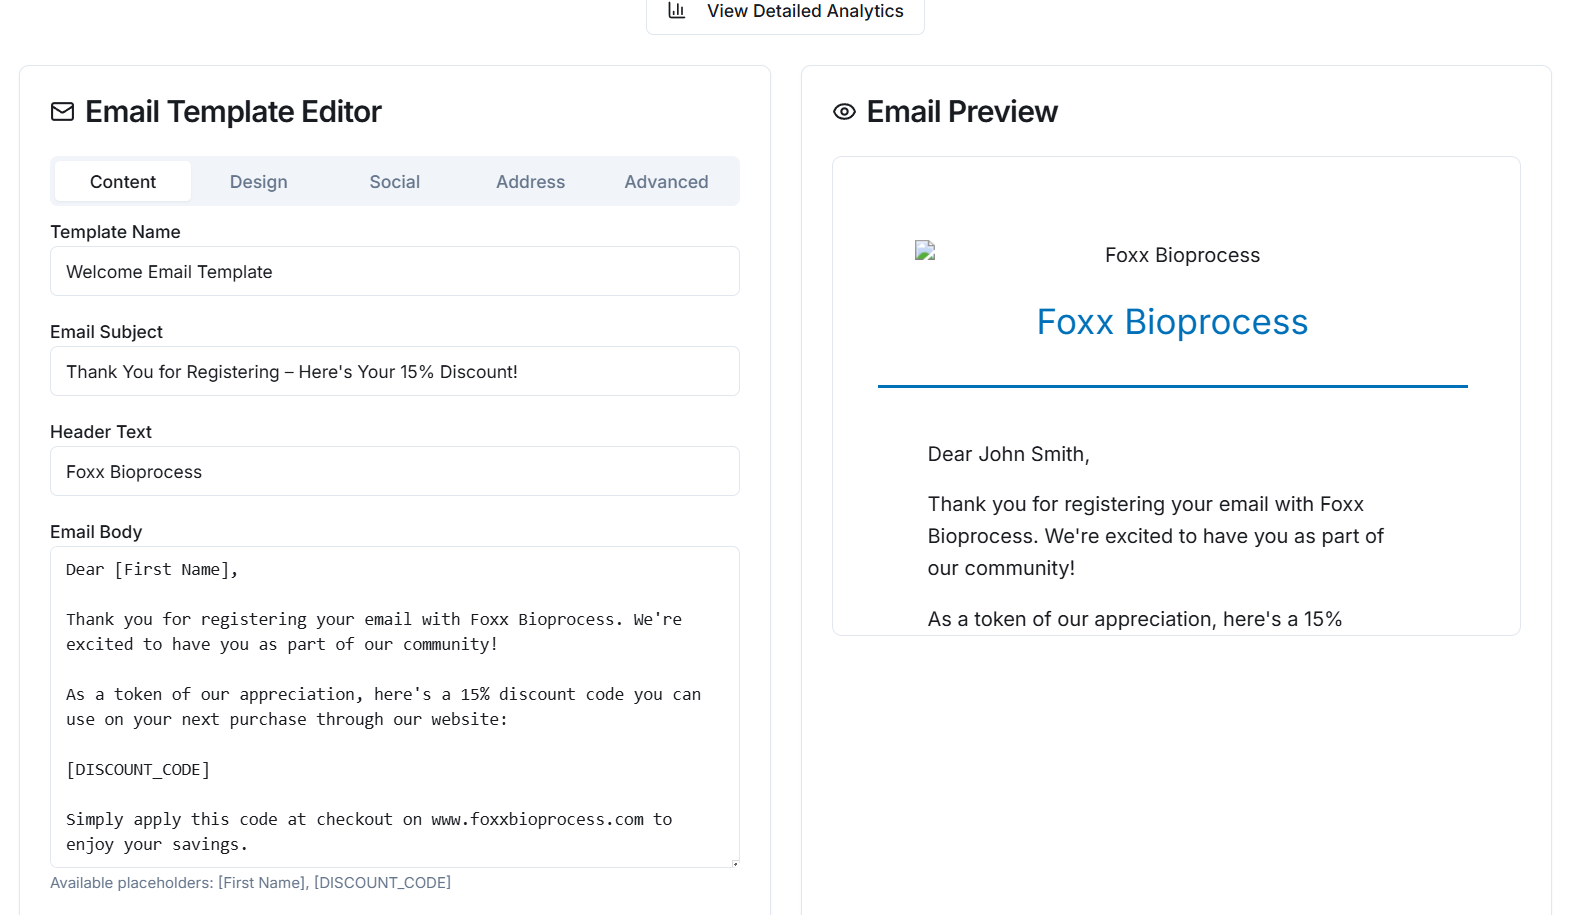 View Detailed Analytics
Email Template Editor
Content Design Social Address Advanced
Template Name
Welcome Email Template
Email Subject
Thank You for Registering – Here's Your 15% Discount!
Header Text
Foxx Bioprocess
Email Body
Dear [First Name],
Thank you for registering your email with Foxx Bioprocess. We're
excited to have you as part of our community!
As a token of our appreciation, here's a 15% discount code you can
use on your next purchase through our website:
[DISCOUNT_CODE]
Simply apply this code at checkout on www.foxxbioprocess.com to
enjoy your savings.
Available placeholders: [First Name], [DISCOUNT_CODE]
Email Preview
Foxx Bioprocess
Foxx Bioprocess
Dear John Smith,
Thank you for registering your email with Foxx
Bioprocess. We're excited to have you as part of
our community!
As a token of our appreciation, here's a 15%